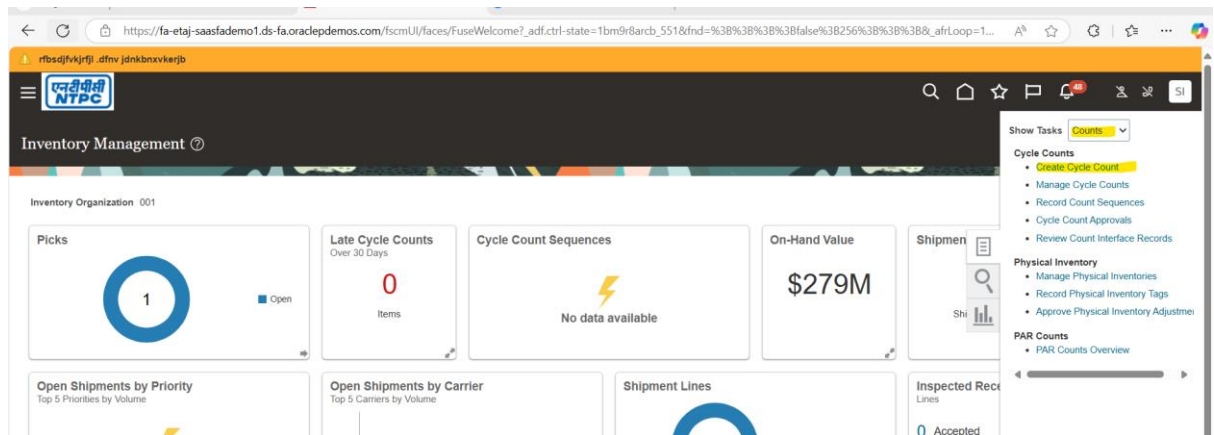 https://fa-etaj-saasfademo1.ds-fa.oraclepdemos.com/fscmUI/faces/FuseWelcome?_adf.ctrl-state=1bm9r8arcb_551&fnd=%3B%3B%3B%3Bfalse%3B256%3B%3B%3B&_afrLoop=1...
rfbsdjfvkjrfjl .dfnv jdnkbnxvkerjb
एनटीपीसी
NTPC
48
SI
Inventory Management
Show Tasks Counts
Cycle Counts
Create Cycle Count
Manage Cycle Counts
Record Count Sequences
Cycle Count Approvals
Review Count Interface Records
Physical Inventory
Manage Physical Inventories
Record Physical Inventory Tags
Approve Physical Inventory Adjustme
PAR Counts
PAR Counts Overview
Inventory Organization 001
Picks
1
Open
Late Cycle Counts
Over 30 Days
0
Items
Cycle Count Sequences
No data available
On-Hand Value
$279M
Shipmen
Shi
Open Shipments by Priority
Top 5 Priorities by Volume
Open Shipments by Carrier
Top 5 Carriers by Volume
Shipment Lines
Inspected Rece
Lines
0 Accepted